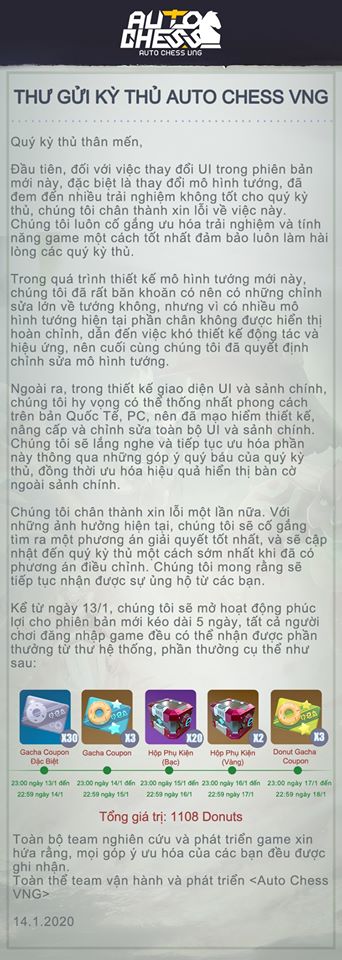 AUTO
CHESS
AUTO CHESS VNG
THƯ GỬI KỲ THỦ AUTO CHESS VNG
Quý kỳ thủ thân mến,
Đầu tiên, đối với việc thay đổi UI trong phiên bản
mới này, đặc biệt là thay đổi mô hình tướng, đã
đem đến nhiều trải nghiệm không tốt cho quý kỳ
thủ, chúng tôi chân thành xin lỗi về việc này.
Chúng tôi luôn cố gắng ưu hóa trải nghiệm và tính
năng game một cách tốt nhất đảm bảo luôn làm hài
lòng các quý kỳ thủ.
Trong quá trình thiết kế mô hình tướng mới này,
chúng tôi đã rất băn khoăn có nên có những chỉnh
sửa lớn về tướng không, nhưng vì có nhiều mô
hình tướng hiện tại phần chân không được hiển thị
hoàn chỉnh, dẫn đến việc khó thiết kế động tác và
hiệu ứng, nên cuối cùng chúng tôi đã quyết định
chỉnh sửa mô hình tướng.
Ngoài ra, trong thiết kế giao diện UI và sảnh chính,
chúng tôi hy vọng có thể thống nhất phong cách
trên bản Quốc Tế, PC, nên đã mạo hiểm thiết kế,
nâng cấp và chỉnh sửa toàn bộ UI và sảnh chính.
Chúng tôi sẽ lắng nghe và tiếp tục ưu hóa phần
này thông qua những góp ý quý báu của quý kỳ
thủ, đồng thời ưu hóa hiệu quả hiển thị bàn cờ
ngoài sảnh chính.
Chúng tôi chân thành xin lỗi một lần nữa. Với
những ảnh hưởng hiện tại, chúng tôi sẽ cố gắng
tìm ra một phương án giải quyết tốt nhất, và sẽ cập
nhật đến quý kỳ thủ một cách sớm nhất khi đã có
phương án điều chỉnh. Chúng tôi mong rằng sẽ
tiếp tục nhận được sự ủng hộ từ các bạn.
Kể từ ngày 13/1, chúng tôi sẽ mở hoạt động phúc
lợi cho phiên bản mới kéo dài 5 ngày, tất cả người
chơi đăng nhập game đều có thể nhận được phần
thưởng từ thư hệ thống, phần thưởng cụ thể như
sau:
X30 X3 X20 X2 X3
Gacha Coupon Đặc Biệt
Gacha Coupon
Hộp Phụ Kiện (Bạc)
Hộp Phụ Kiện (Vàng)
Donut Gacha Coupon
23:00 ngày 13/1 đến 22:59 ngày 14/1
23:00 ngày 14/1 đến 22:59 ngày 15/1
23:00 ngày 15/1 đến 22:59 ngày 16/1
23:00 ngày 16/1 đến 22:59 ngày 17/1
23:00 ngày 17/1 đến 22:59 ngày 18/1
Tổng giá trị: 1108 Donuts
Toàn bộ team nghiên cứu và phát triển game xin
hứa rằng, mọi góp ý ưu hóa của các bạn đều được
ghi nhận.
Toàn thể team vận hành và phát triển <Auto Chess
VNG>
14.1.2020